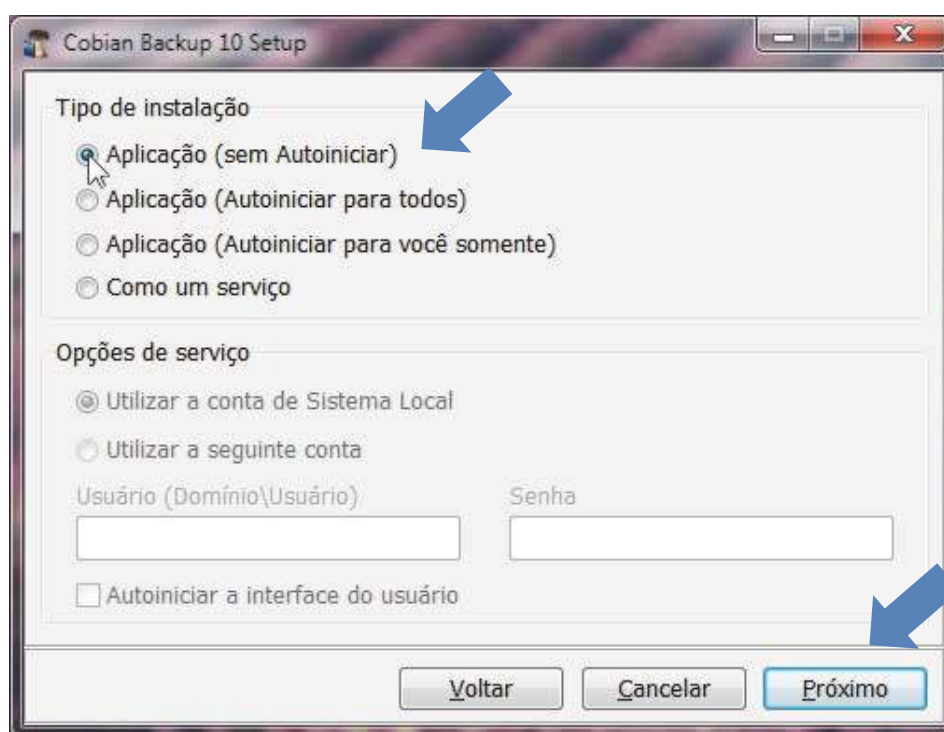 Cobian Backup 10 Setup
Tipo de instalação
Aplicação (sem Autoiniciar)
Aplicação (Autoiniciar para todos)
Aplicação (Autoiniciar para você somente)
Como um serviço
Opções de serviço
Utilizar a conta de Sistema Local
Utilizar a seguinte conta
Usuário (Domínio\Usuário) Senha
Autoiniciar a interface do usuário
Voltar Cancelar Próximo